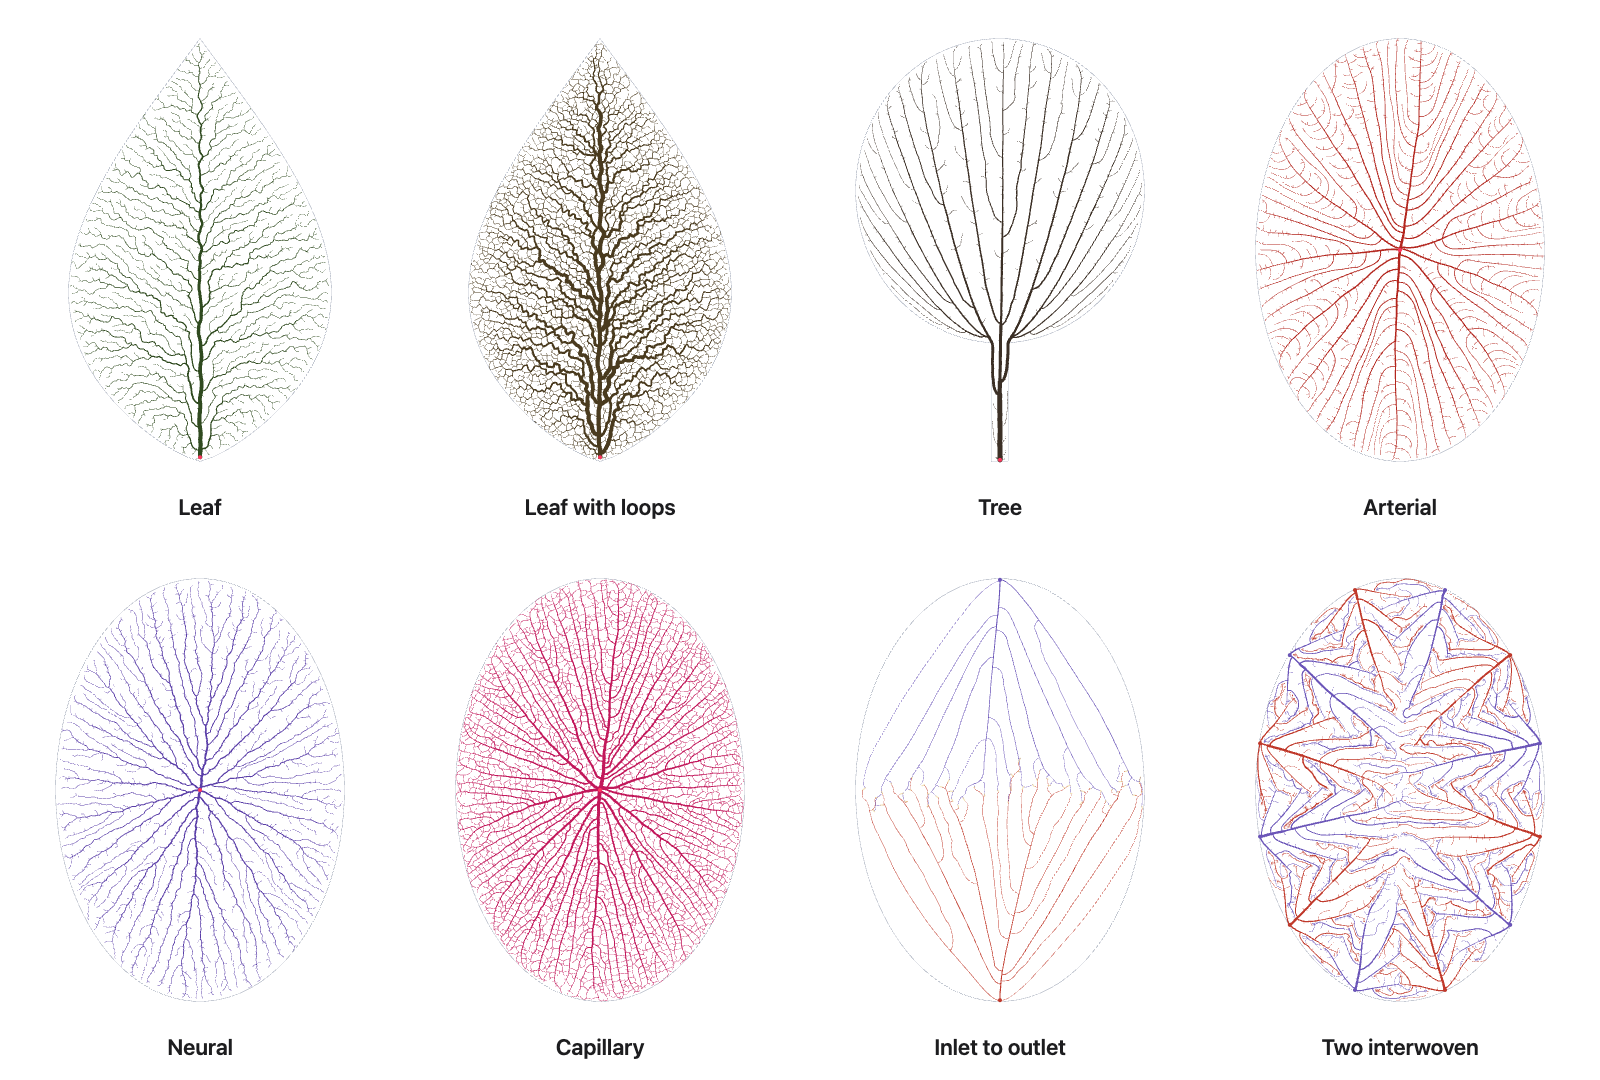 Leaf
Leaf with loops
Tree
Arterial
Neural
Capillary
Inlet to outlet
Two interwoven